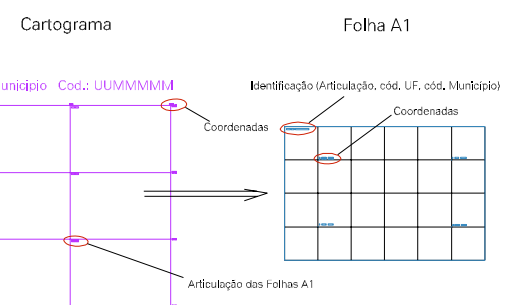 Cartograma
Folha A1
unicípio Cod.: UUMMMMM
Identificação (Articulação, cód. UF, cód. Município)
Coordenadas
Coordenadas
Articulação das Folhas A1